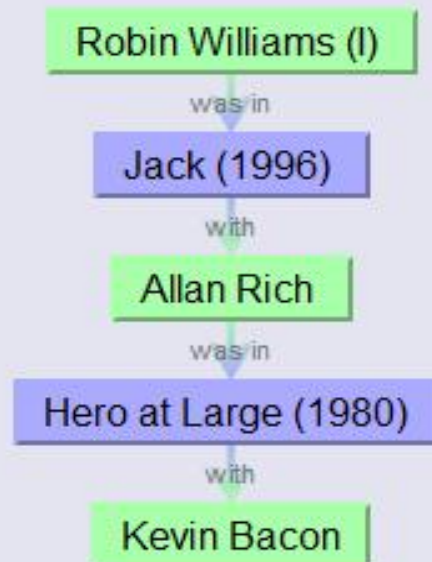 Robin Williams (I)
was in
Jack (1996)
with
Allan Rich
was in
Hero at Large (1980)
with
Kevin Bacon